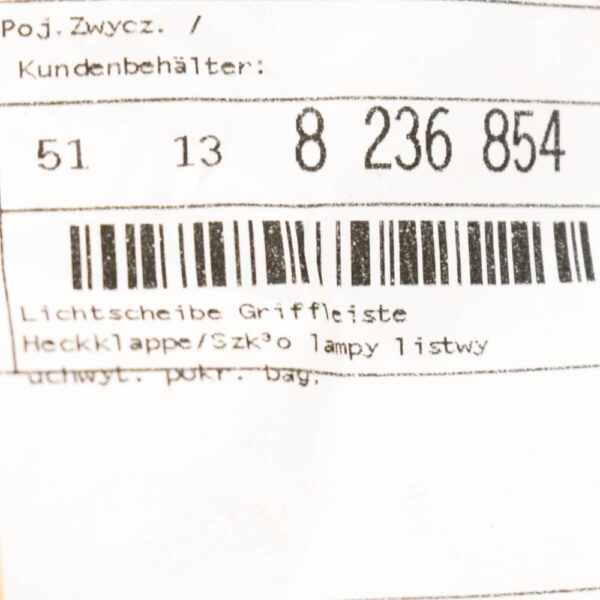 Poj.Zwycz. /
Kundenbehälter:
51 13 8 236 854
Lichtscheibe Griffleiste
Heckklappe/Szk³o lampy listwy
uchwyt. pokr. bag.